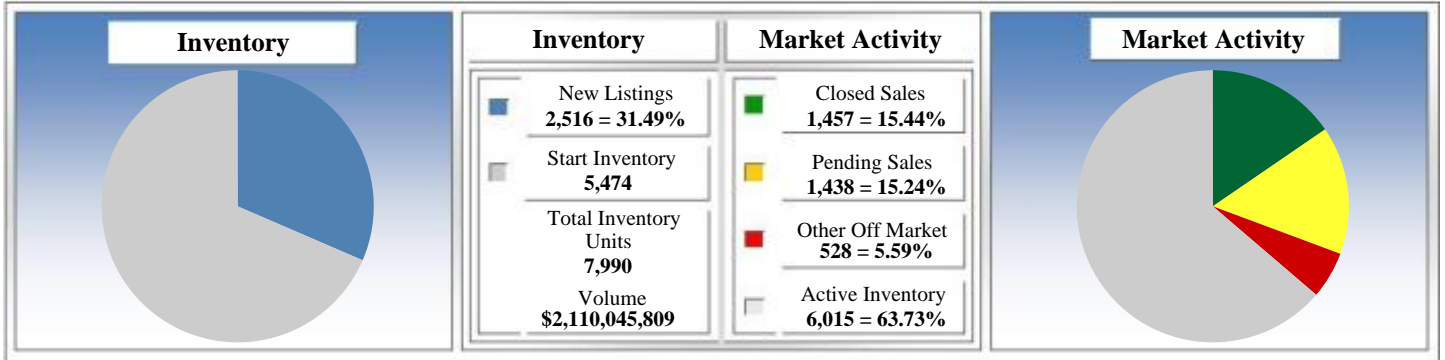 Inventory
Inventory
Market Activity
New Listings
2,516 = 31.49%
Start Inventory
5,474
Total Inventory
Units
7,990
Volume
$2,110,045,809
Closed Sales
1,457 = 15.44%
Pending Sales
1,438 = 15.24%
Other Off Market
528 = 5.59%
Active Inventory
6,015 = 63.73%
Market Activity